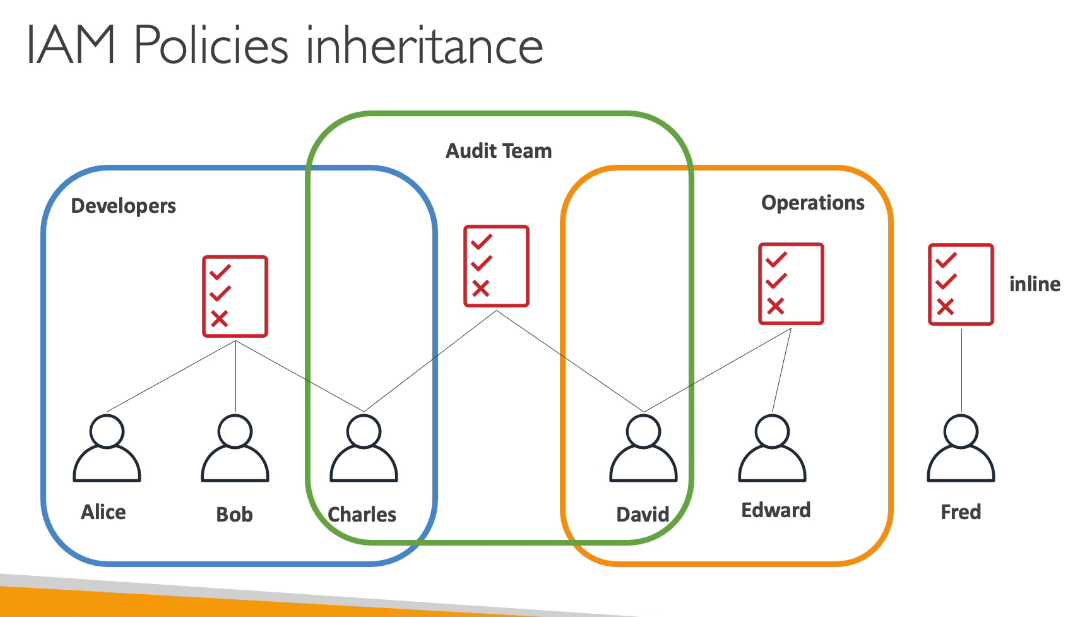 IAM Policies inheritance
Audit Team
Developers
Operations
inline
Alice
Bob
Charles
David
Edward
Fred